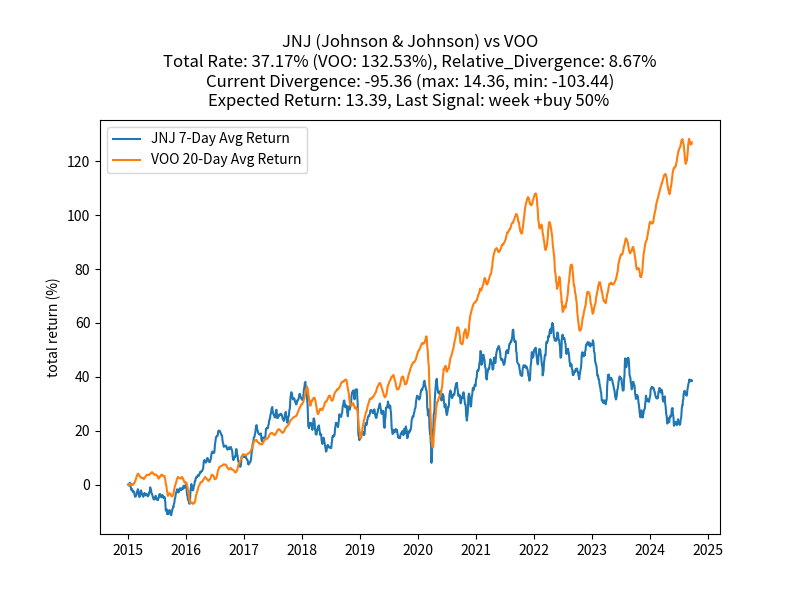 JNJ (Johnson & Johnson) vs VOO
Total Rate: 37.17% (VOO: 132.53%), Relative_Divergence: 8.67%
Current Divergence: -95.36 (max: 14.36, min: -103.44)
Expected Return: 13.39, Last Signal: week +buy 50%
JNJ 7-Day Avg Return
VOO 20-Day Avg Return
total return (%)
120
100
80
60
40
20
0
2015 2016 2017 2018 2019 2020 2021 2022 2023 2024 2025